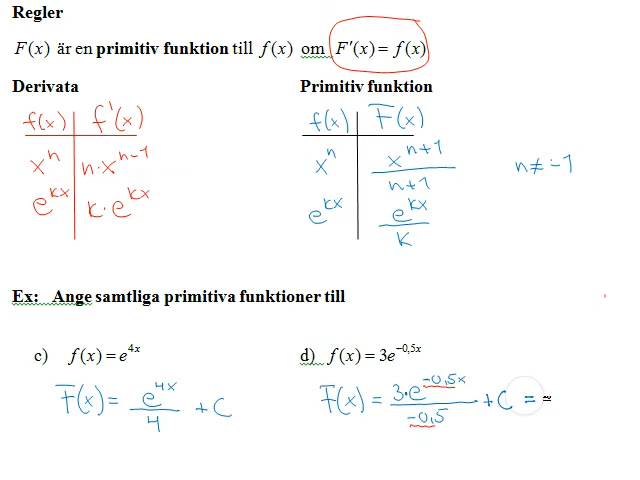 Regler
F(x) är en primitiv funktion till f(x) om F'(x) = f(x)
Derivata
Primitiv funktion
f(x) f'(x)
x^n n·x^(n-1)
e^(kx) k·e^(kx)
f(x) F(x)
x^n x^(n+1)/(n+1) n≠-1
e^(kx) e^(kx)/k
Ex: Ange samtliga primitiva funktioner till
c) f(x) = e^(4x)
F(x) = e^(4x)/4 + C
d) f(x) = 3e^(-0,5x)
F(x) = 3·e^(-0,5x)/(-0,5) + C =